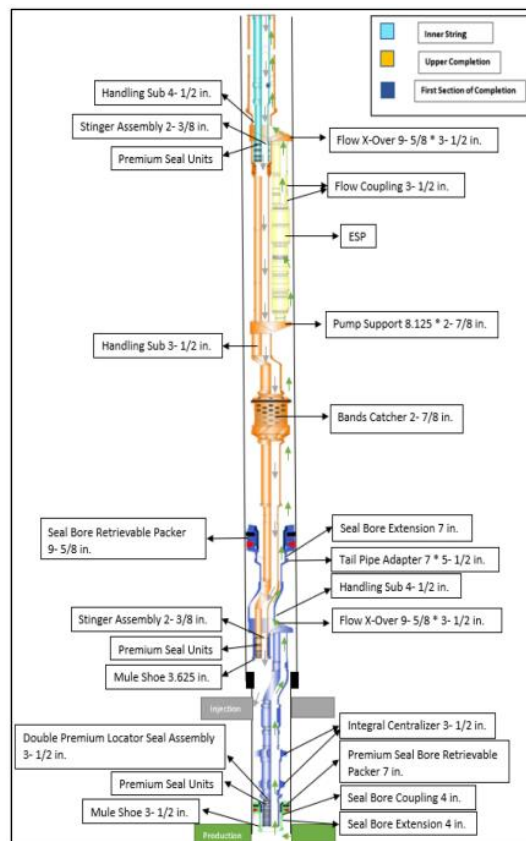 Inner String
Upper Completion
First Section of Completion
Handling Sub 4- 1/2 in.
Stinger Assembly 2- 3/8 in.
Premium Seal Units
Flow X-Over 9- 5/8 * 3- 1/2 in.
Flow Coupling 3- 1/2 in.
ESP
Pump Support 8.125 * 2- 7/8 in.
Handling Sub 3- 1/2 in.
Bands Catcher 2- 7/8 in.
Seal Bore Retrievable Packer
9- 5/8 in.
Seal Bore Extension 7 in.
Tail Pipe Adapter 7 * 5- 1/2 in.
Handling Sub 4- 1/2 in.
Stinger Assembly 2- 3/8 in.
Flow X-Over 9- 5/8 * 3- 1/2 in.
Premium Seal Units
Mule Shoe 3.625 in.
Injection
Integral Centralizer 3- 1/2 in.
Double Premium Locator Seal Assembly
3- 1/2 in.
Premium Seal Bore Retrievable
Packer 7 in.
Premium Seal Units
Seal Bore Coupling 4 in.
Mule Shoe 3- 1/2 in.
Seal Bore Extension 4 in.
Production